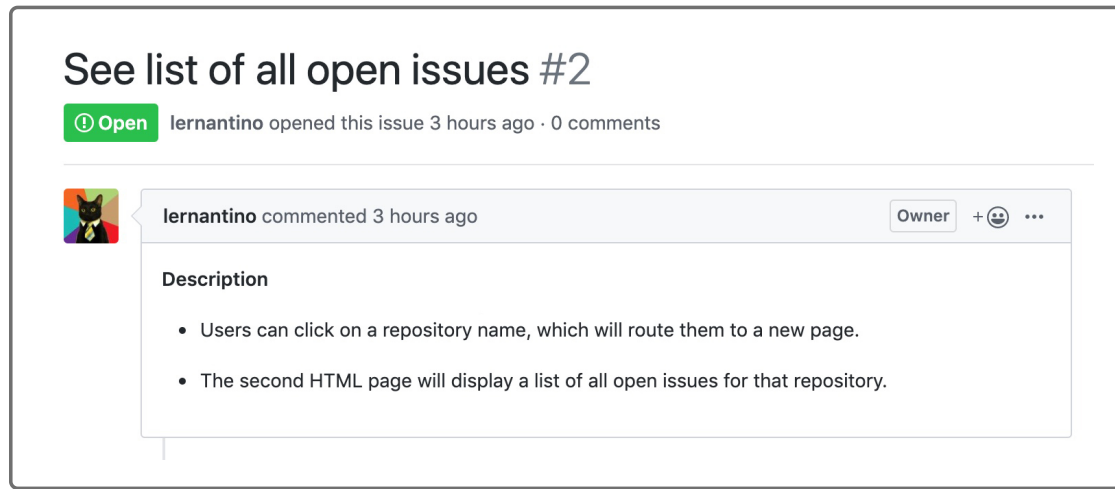 See list of all open issues #2
Open lernantino opened this issue 3 hours ago · 0 comments
lernantino commented 3 hours ago Owner
Description
• Users can click on a repository name, which will route them to a new page.
• The second HTML page will display a list of all open issues for that repository.